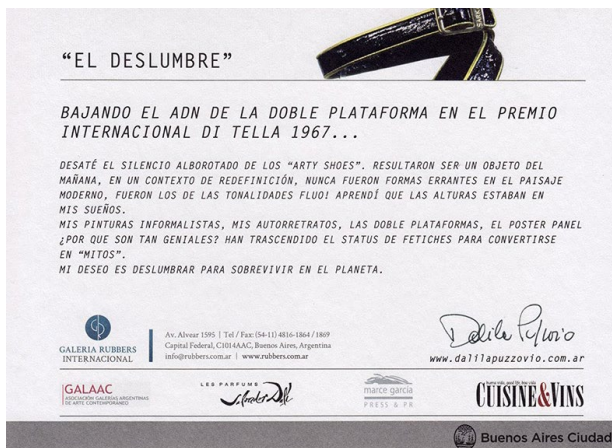 “EL DESLUMBRE”
BAJANDO EL ADN DE LA DOBLE PLATAFORMA EN EL PREMIO
INTERNACIONAL DI TELLA 1967...
DESATÉ EL SILENCIO ALBOROTADO DE LOS “ARTY SHOES”. RESULTARON SER UN OBJETO DEL
MAÑANA, EN UN CONTEXTO DE REDEFINICIÓN, NUNCA FUERON FORMAS ERRANTES EN EL PAISAJE
MODERNO, FUERON LOS DE LAS TONALIDADES FLUO! APRENDÍ QUE LAS ALTURAS ESTABAN EN
MIS SUEÑOS.
MIS PINTURAS INFORMALISTAS, MIS AUTORRETRATOS, LAS DOBLE PLATAFORMAS, EL POSTER PANEL
¿POR QUE SON TAN GENIALES? HAN TRASCENDIDO EL STATUS DE FETICHES PARA CONVERTIRSE
EN “MITOS”.
MI DESEO ES DESLUMBRAR PARA SOBREVIVIR EN EL PLANETA.
GALERIA RUBBERS
INTERNACIONAL
Av. Alvear 1595 | Tel / Fax: (54-11) 4816-1864 / 1869
Capital Federal, C1014AAC, Buenos Aires, Argentina
info@rubbers.com.ar | www.rubbers.com.ar
Dalila Puzzovio
www.dalilapuzzovio.com.ar
GALAAC
ASOCIACIÓN GALERÍAS ARGENTINAS
DE ARTE CONTEMPORÁNEO
LES PARFUMS
Salvador Dalí
marce garcía
PRESS & PR
CUISINE&VINS
Buenos Aires Ciudad